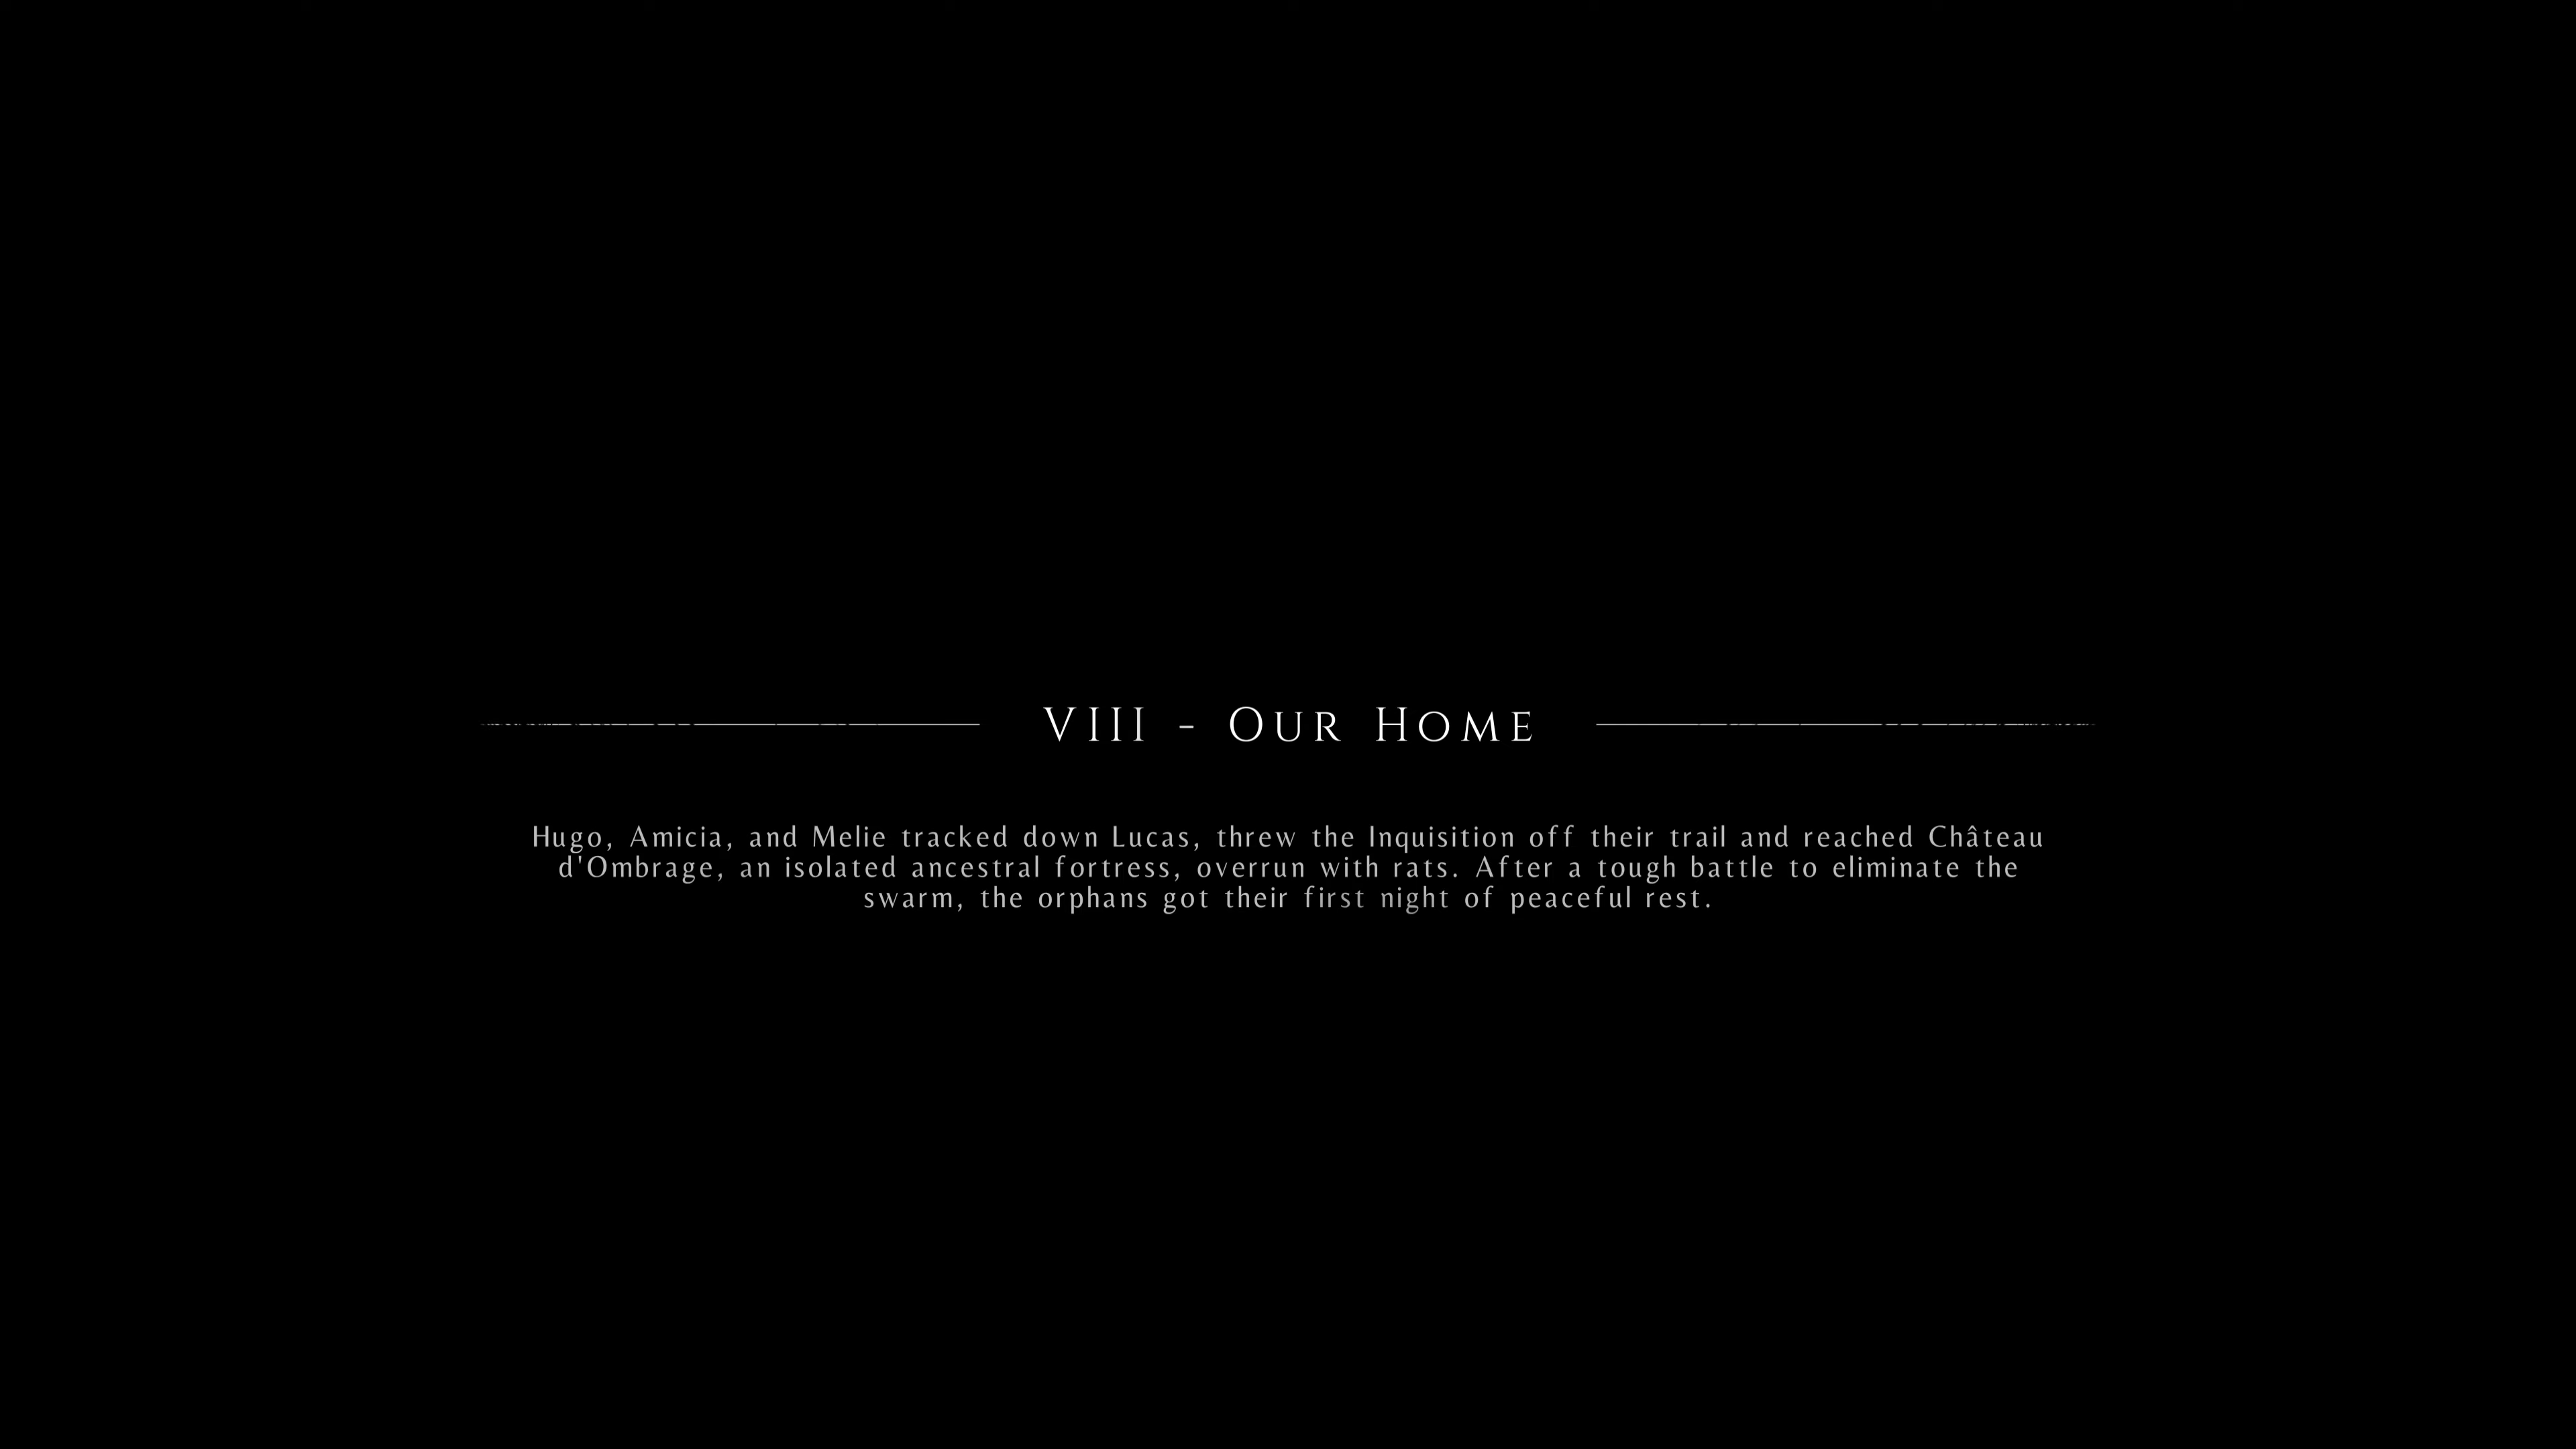 VIII - Our Home
Hugo, Amicia, and Melie tracked down Lucas, threw the Inquisition off their trail and reached Château
d'Ombrage, an isolated ancestral fortress, overrun with rats. After a tough battle to eliminate the
swarm, the orphans got their first night of peaceful rest.